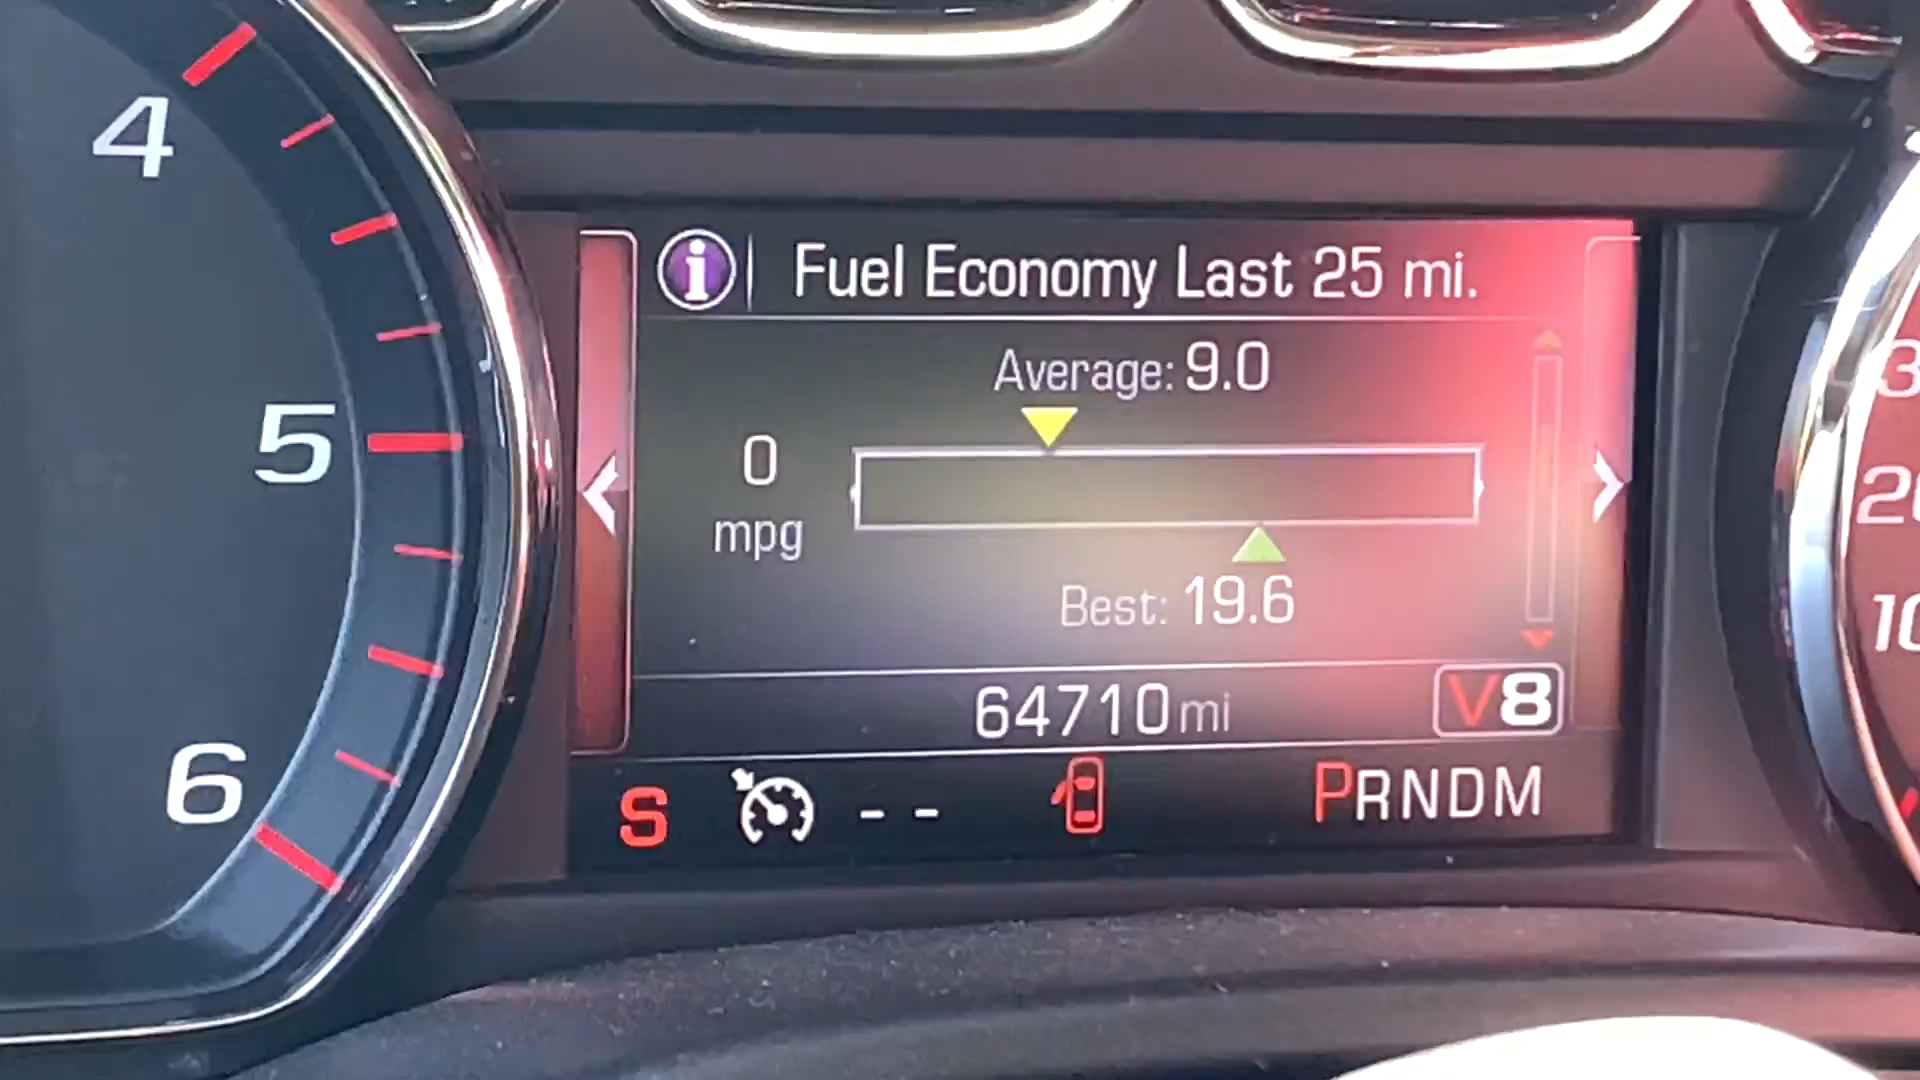 4
5
6
i Fuel Economy Last 25 mi.
Average: 9.0
0
mpg
Best: 19.6
64710 mi
V8
S -- PRNDM
10